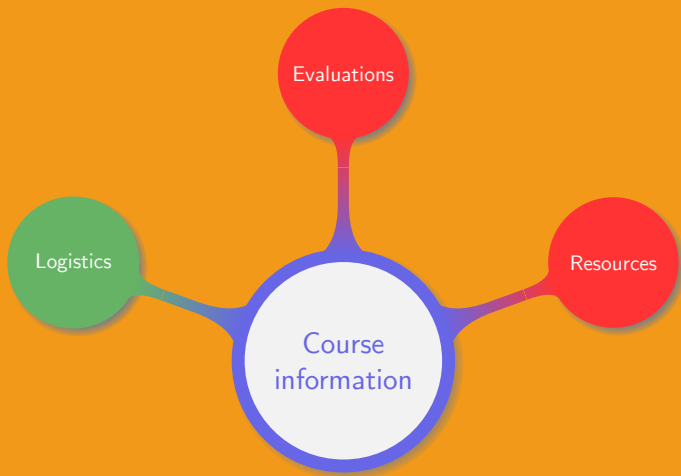 Evaluations
Logistics
Resources
Course
information